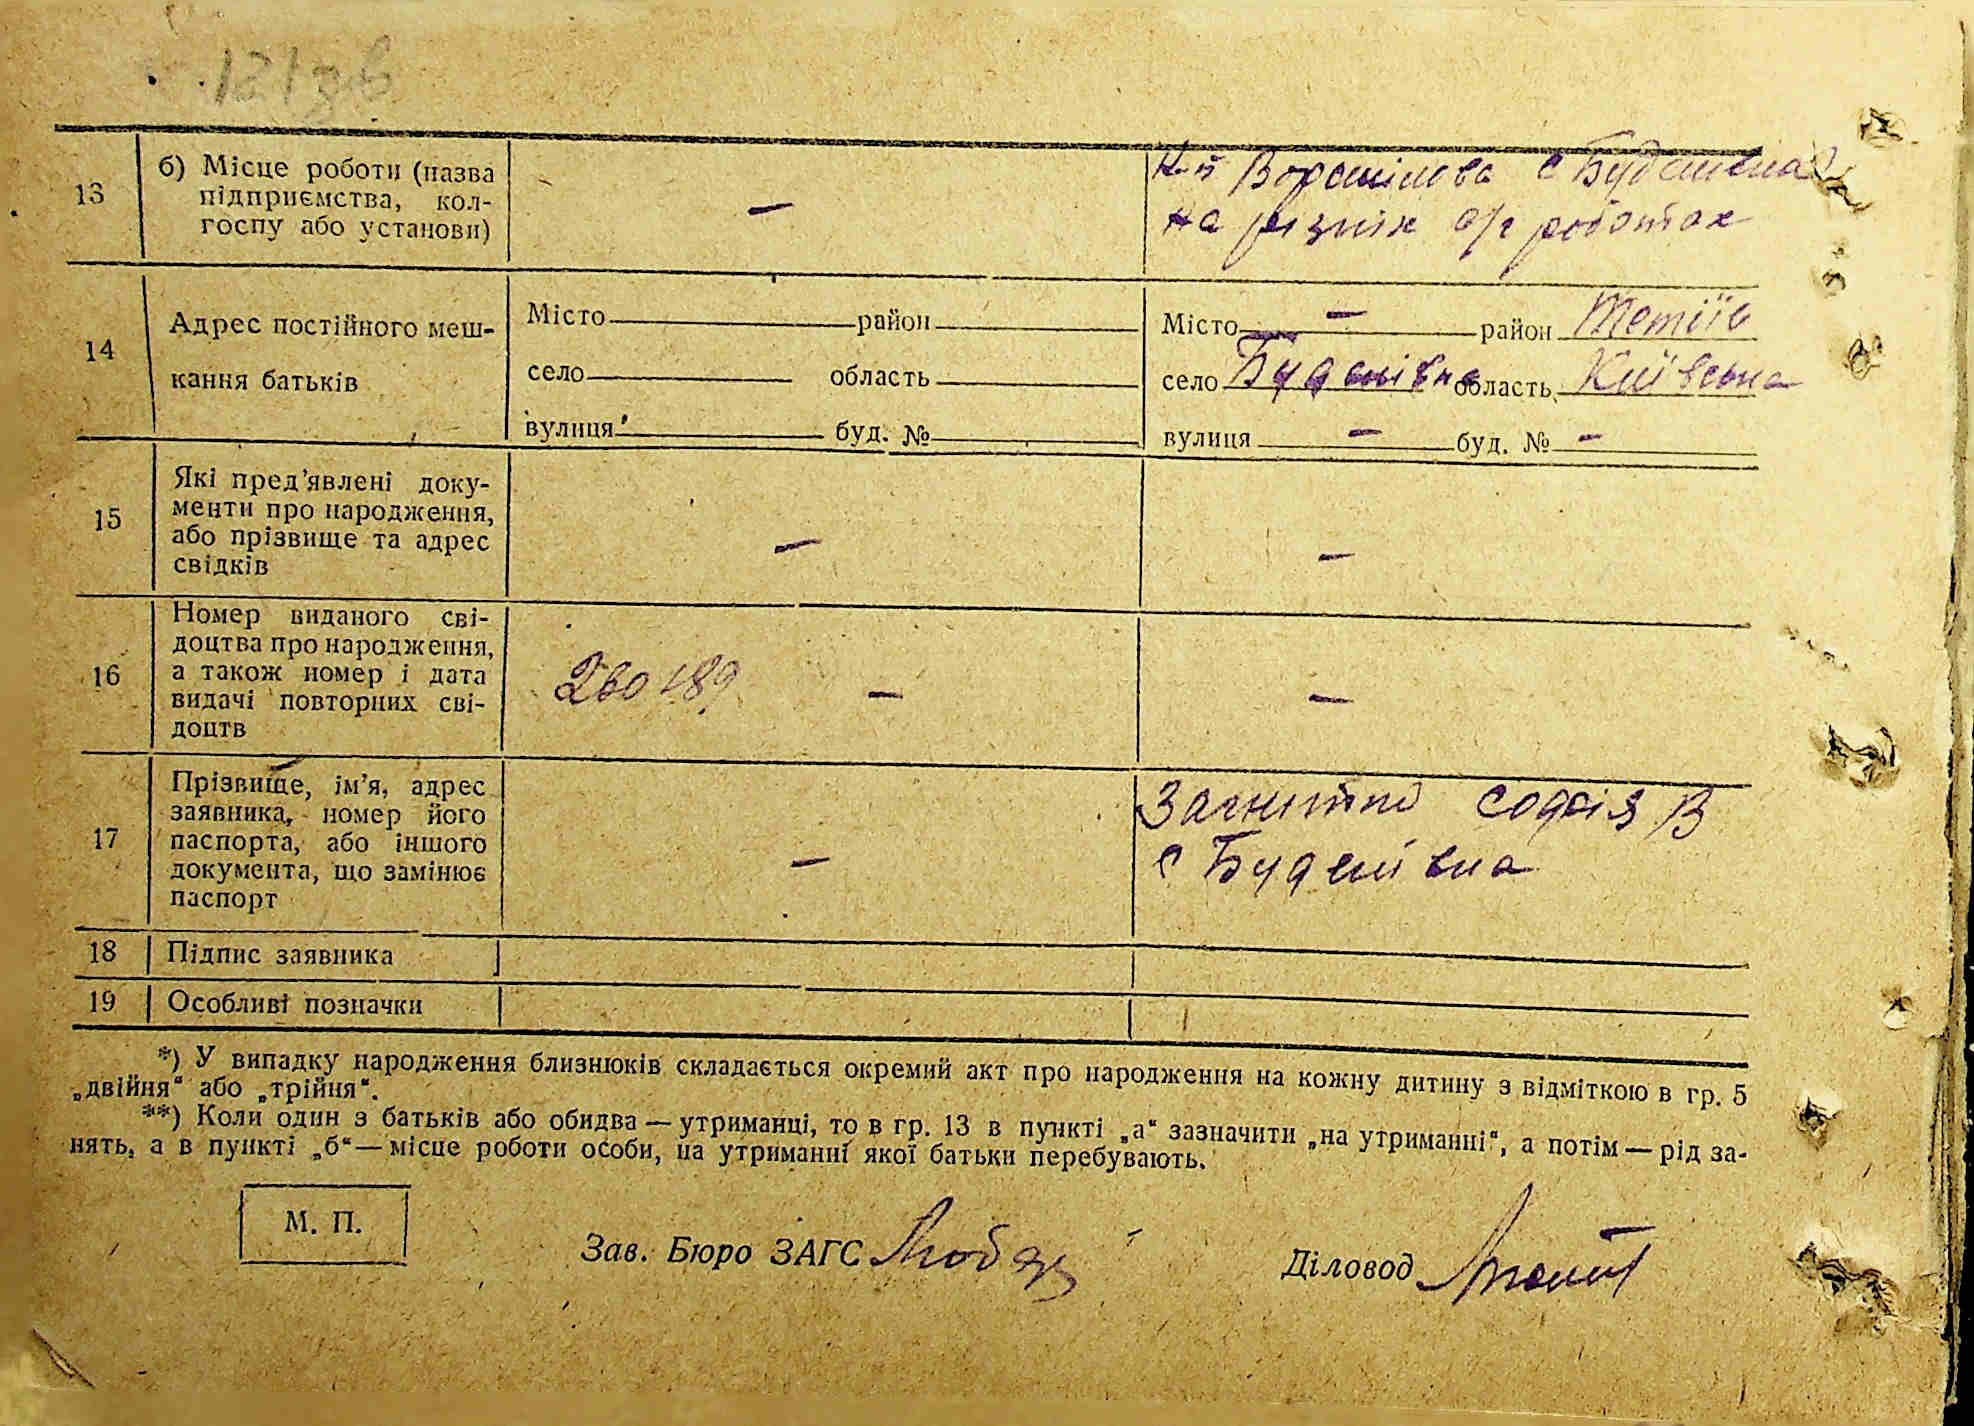 13
б) Місце роботи (назва
підприємства, кол-
госпу або установи)
—
К-п Ворошилова с Буденівна
на різних с/г роботах
14
Адрес постійного меш-
кання батьків
Місто район
село область
вулиця буд. №
Місто — район Тетіїв
село Буденівна область Київська
вулиця — буд. № —
15
Які пред'явлені доку-
менти про народження,
або прізвище та адрес
свідків
—
—
16
Номер виданого сві-
доцтва про народження,
а також номер і дата
видачі повторних сві-
доцтв
260189 —
—
17
Прізвище, ім'я, адрес
заявника, номер його
паспорта, або іншого
документа, що замінює
паспорт
—
Софія В
с Буденівна
18 Підпис заявника
19 Особливі позначки
*) У випадку народження близнюків складається окремий акт про народження на кожну дитину з відміткою в гр. 5
„двійня“ або „трійня“.
**) Коли один з батьків або обидва — утриманці, то в гр. 13 в пункті „а“ зазначити „на утриманні“, а потім — рід за-
нять, а в пункті „б“ — місце роботи особи, на утриманні якої батьки перебувають.
М. П.
Зав. Бюро ЗАГС
Діловод